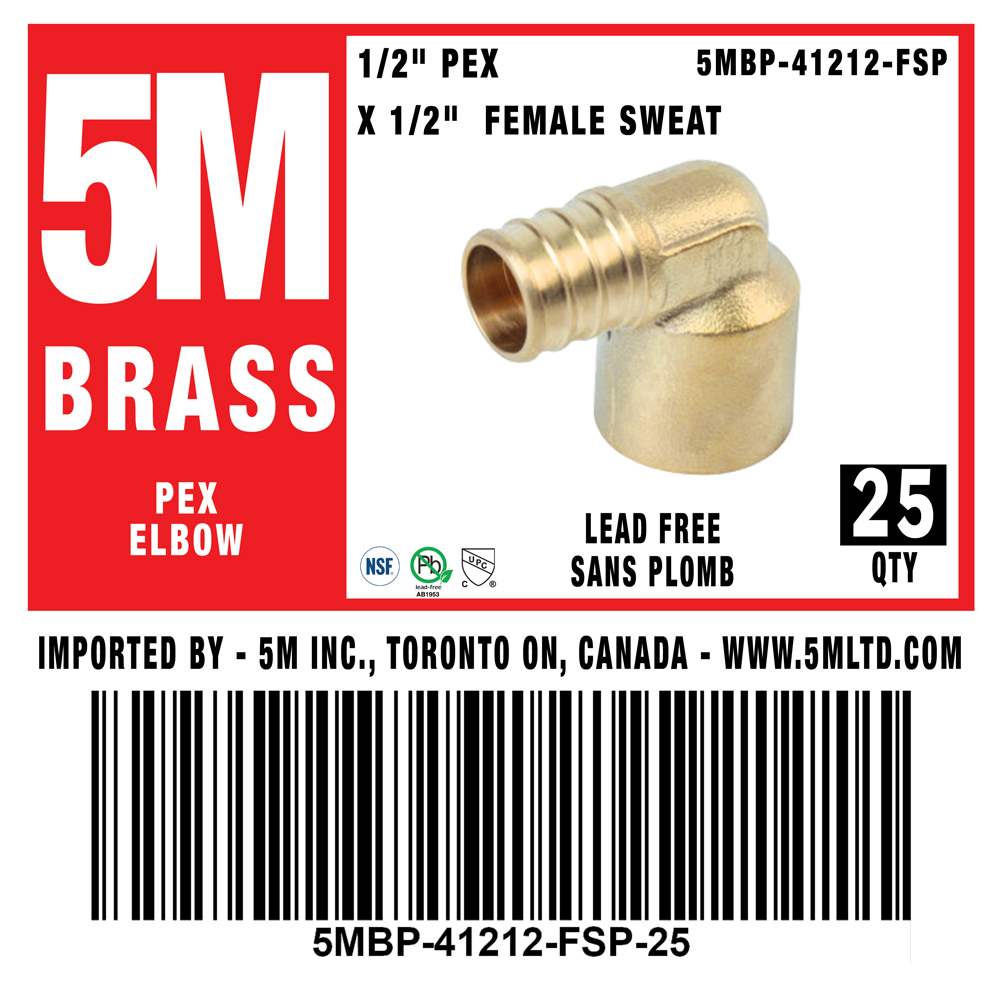 5M
BRASS
PEX
ELBOW
1/2" PEX
5MBP-41212-FSP
X 1/2" FEMALE SWEAT
25
QTY
LEAD FREE
SANS PLOMB
NSF
Pb
lead-free
AB1953
UPC
C ®
IMPORTED BY - 5M INC., TORONTO ON, CANADA - WWW.5MLTD.COM
5MBP-41212-FSP-25